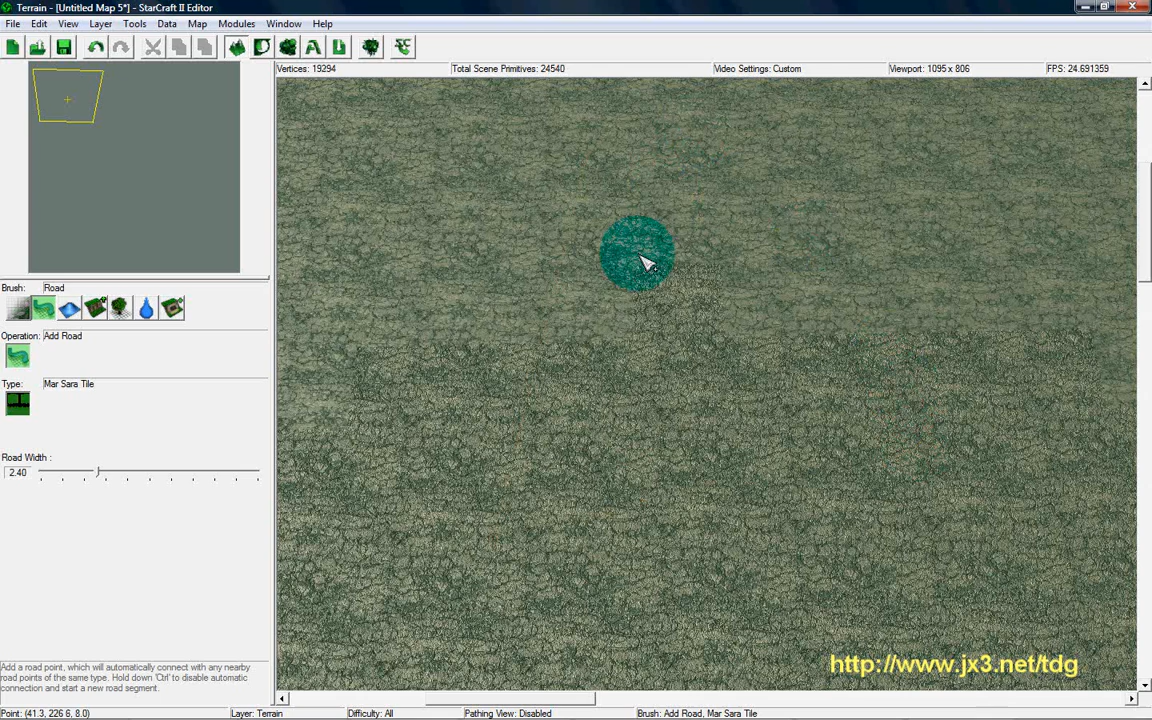 Terrain - [Untitled Map 5*] - StarCraft II Editor
File Edit View Layer Tools Data Map Modules Window Help
Vertices: 19294 Total Scene Primitives: 24540 Video Settings: Custom Viewport: 1095 x 806 FPS: 24.691359
Brush: Road
Operation: Add Road
Type: Mar Sara Tile
Road Width :
2.40
Add a road point, which will automatically connect with any nearby
road points of the same type. Hold down 'Ctrl' to disable automatic
connection and start a new road segment.
http://www.jx3.net/tdg
Point: (41.3, 226.6, 8.0) Layer: Terrain Difficulty: All Pathing View: Disabled Brush: Add Road, Mar Sara Tile